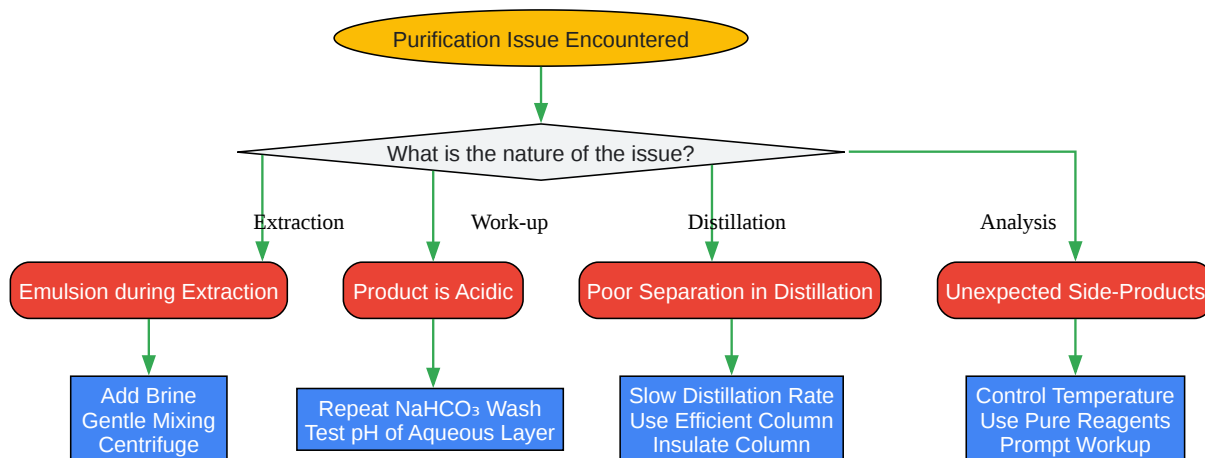 Purification Issue Encountered
What is the nature of the issue?
Extraction
Work-up
Distillation
Analysis
Emulsion during Extraction
Product is Acidic
Poor Separation in Distillation
Unexpected Side-Products
Add Brine
Gentle Mixing
Centrifuge
Repeat NaHCO₃ Wash
Test pH of Aqueous Layer
Slow Distillation Rate
Use Efficient Column
Insulate Column
Control Temperature
Use Pure Reagents
Prompt Workup